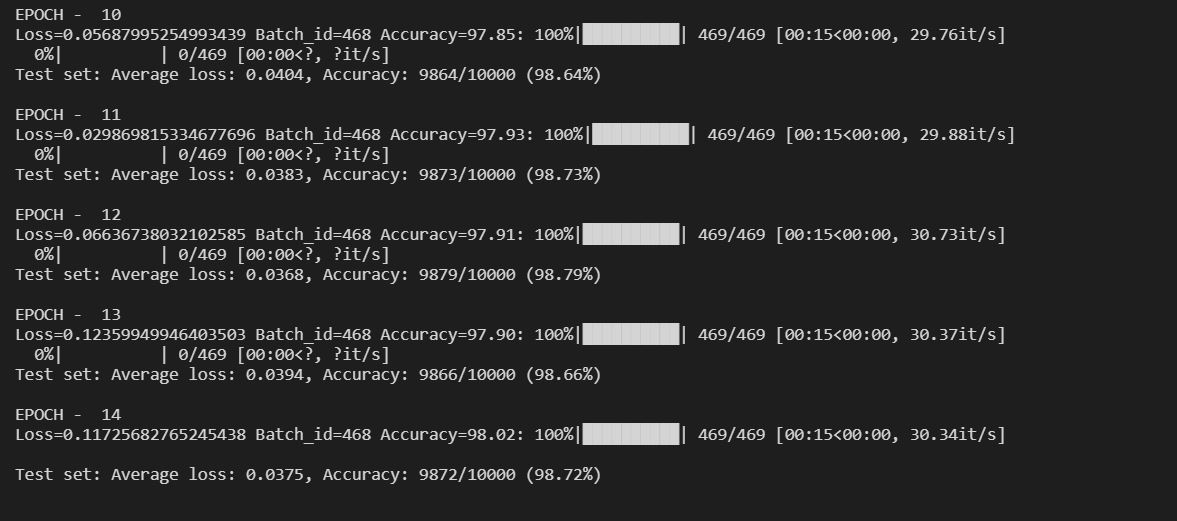 EPOCH -  10
Loss=0.05687995254993439 Batch_id=468 Accuracy=97.85: 100%|██████████| 469/469 [00:15<00:00, 29.76it/s]
  0%|          | 0/469 [00:00<?, ?it/s]
Test set: Average loss: 0.0404, Accuracy: 9864/10000 (98.64%)
EPOCH -  11
Loss=0.029869815334677696 Batch_id=468 Accuracy=97.93: 100%|██████████| 469/469 [00:15<00:00, 29.88it/s]
  0%|          | 0/469 [00:00<?, ?it/s]
Test set: Average loss: 0.0383, Accuracy: 9873/10000 (98.73%)
EPOCH -  12
Loss=0.06636738032102585 Batch_id=468 Accuracy=97.91: 100%|██████████| 469/469 [00:15<00:00, 30.73it/s]
  0%|          | 0/469 [00:00<?, ?it/s]
Test set: Average loss: 0.0368, Accuracy: 9879/10000 (98.79%)
EPOCH -  13
Loss=0.12359949946403503 Batch_id=468 Accuracy=97.90: 100%|██████████| 469/469 [00:15<00:00, 30.37it/s]
  0%|          | 0/469 [00:00<?, ?it/s]
Test set: Average loss: 0.0394, Accuracy: 9866/10000 (98.66%)
EPOCH -  14
Loss=0.11725682765245438 Batch_id=468 Accuracy=98.02: 100%|██████████| 469/469 [00:15<00:00, 30.34it/s]
Test set: Average loss: 0.0375, Accuracy: 9872/10000 (98.72%)